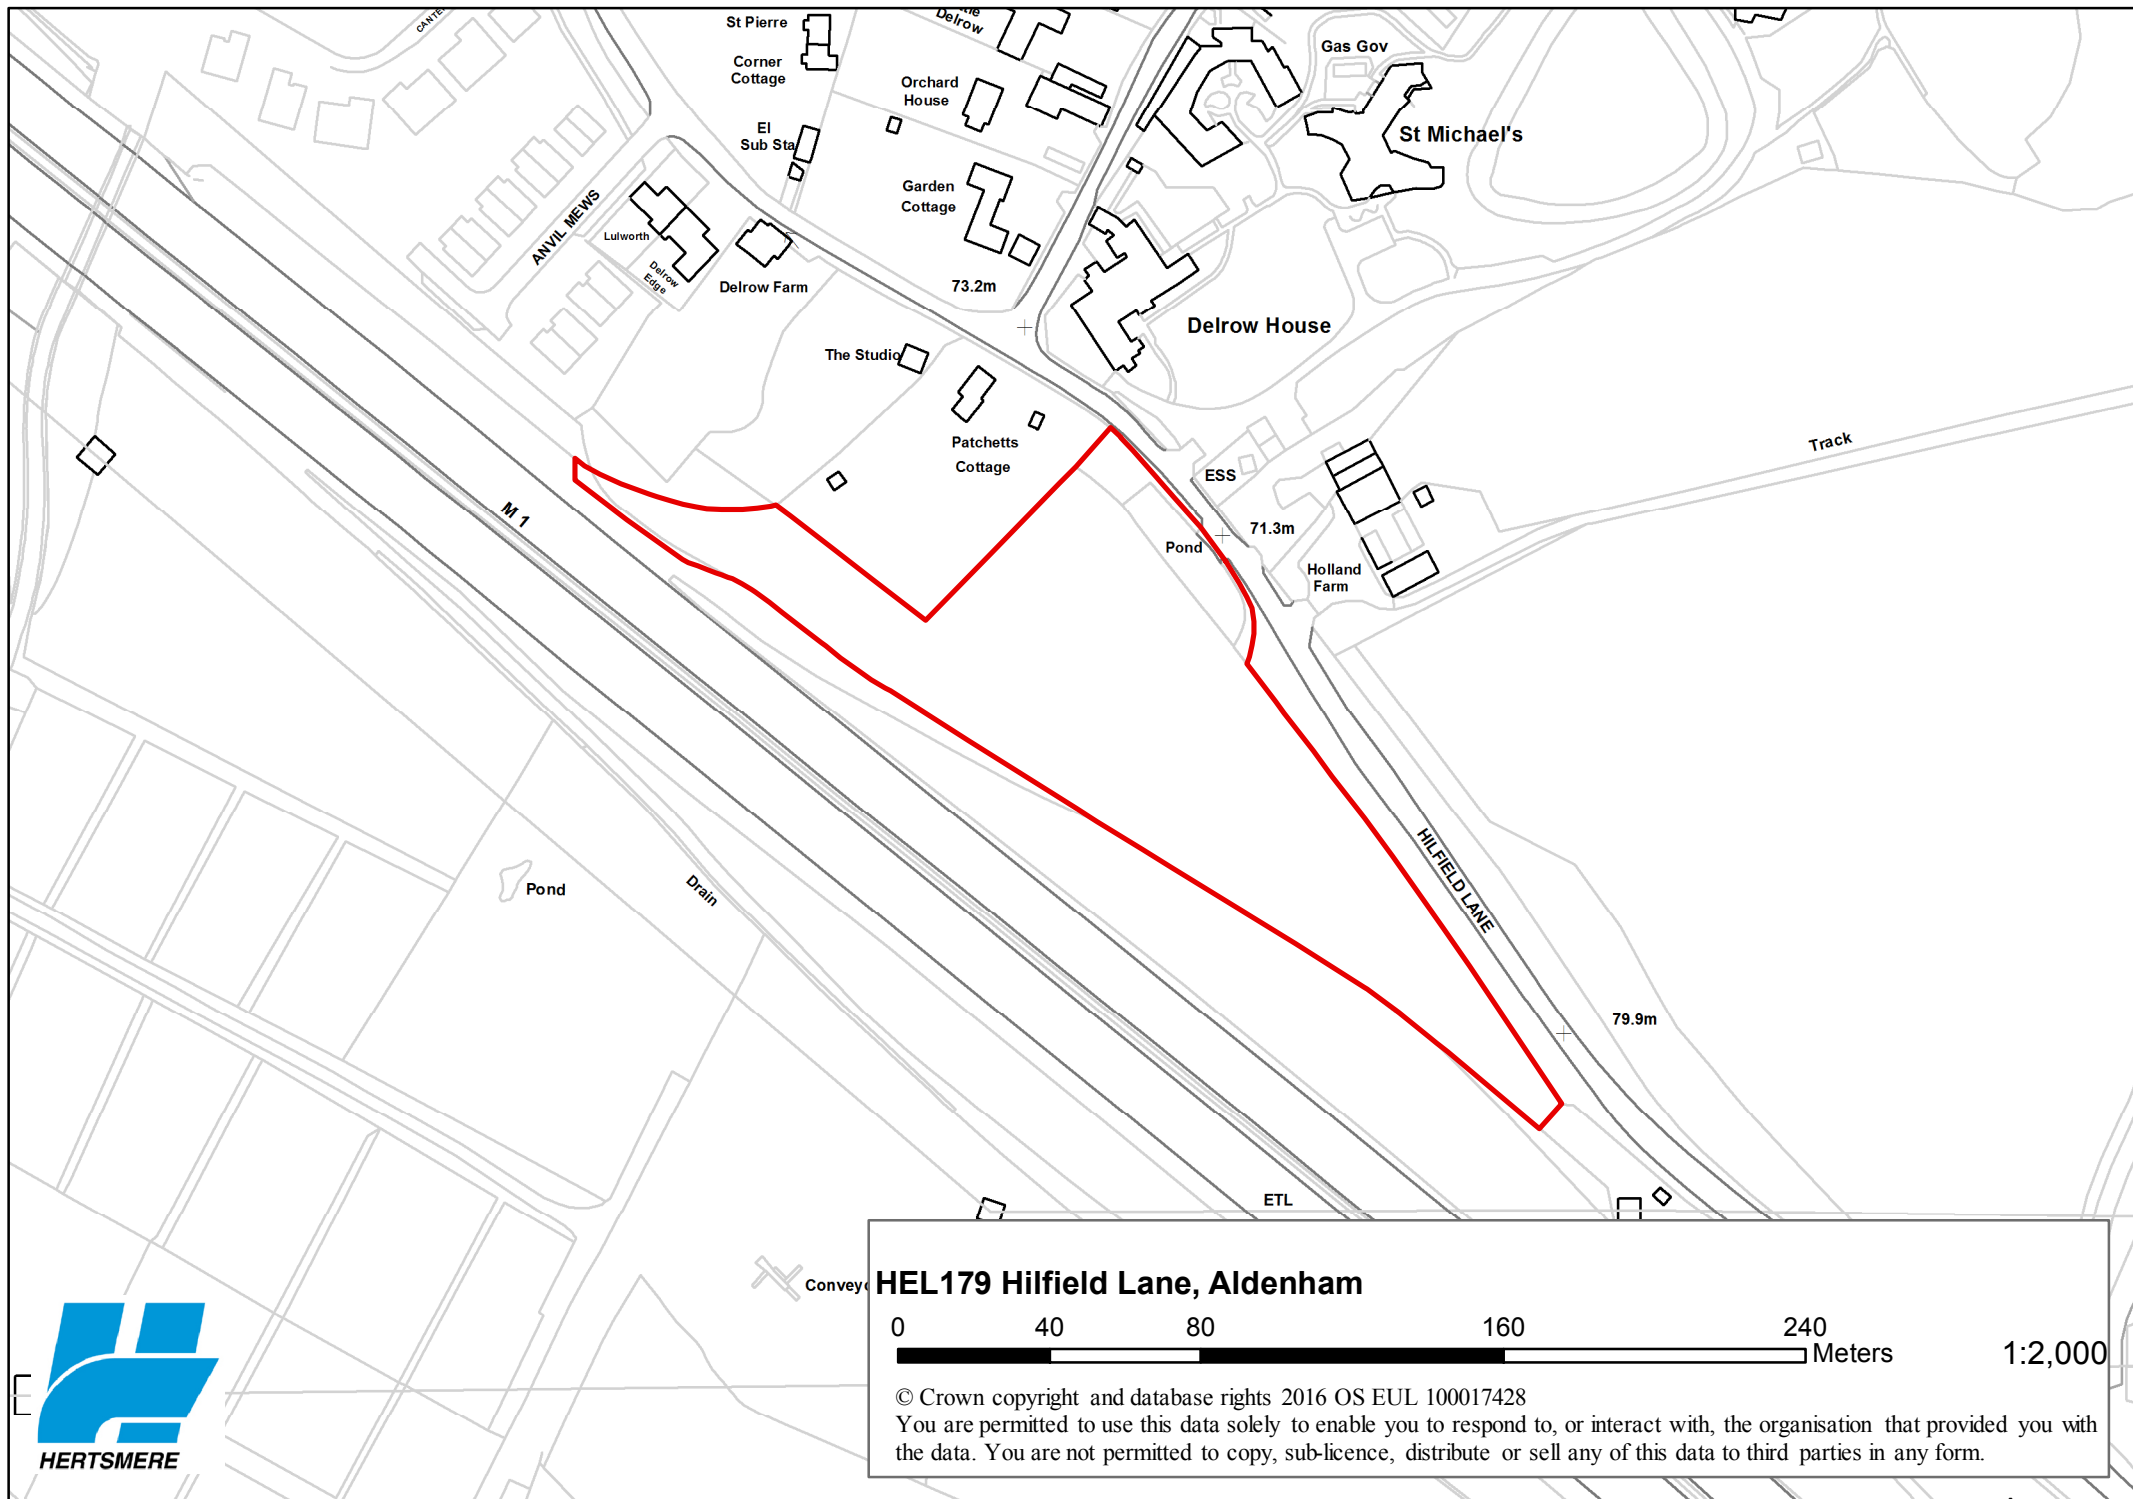 St Pierre
Corner
Cottage
Delrow
Gas Gov
Orchard
House
El
Sub Sta
St Michael's
Garden
Cottage
ANVIL MEWS
Lulworth
Delrow
Edge
Delrow Farm
73.2m
Delrow House
The Studio
Patchetts
Cottage
Track
ESS
M 1
71.3m
Pond
Holland
Farm
HILFIELD LANE
Pond
Drain
79.9m
ETL
HEL179 Hilfield Lane, Aldenham
0 40 80 160 240
Meters
1:2,000
© Crown copyright and database rights 2016 OS EUL 100017428
You are permitted to use this data solely to enable you to respond to, or interact with, the organisation that provided you with
the data. You are not permitted to copy, sub-licence, distribute or sell any of this data to third parties in any form.
HERTSMERE